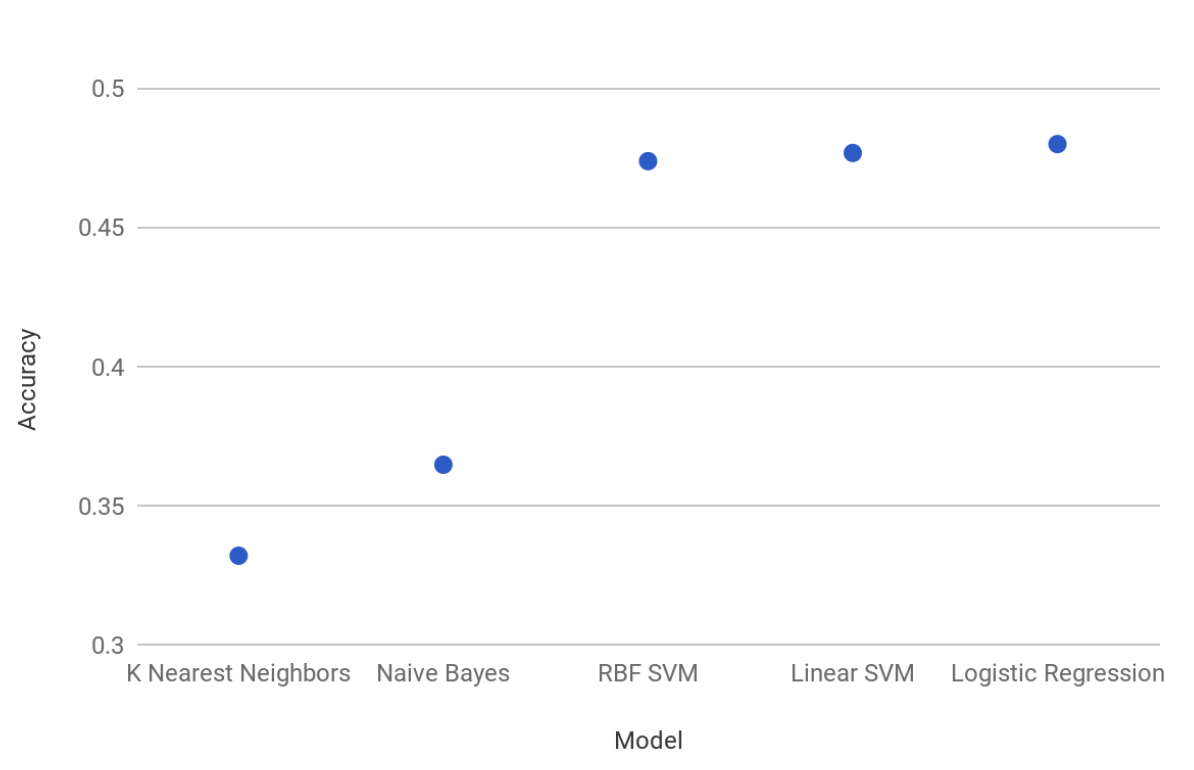 0.5
0.45
0.4
0.35
0.3
Accuracy
K Nearest Neighbors
Naive Bayes
RBF SVM
Linear SVM
Logistic Regression
Model